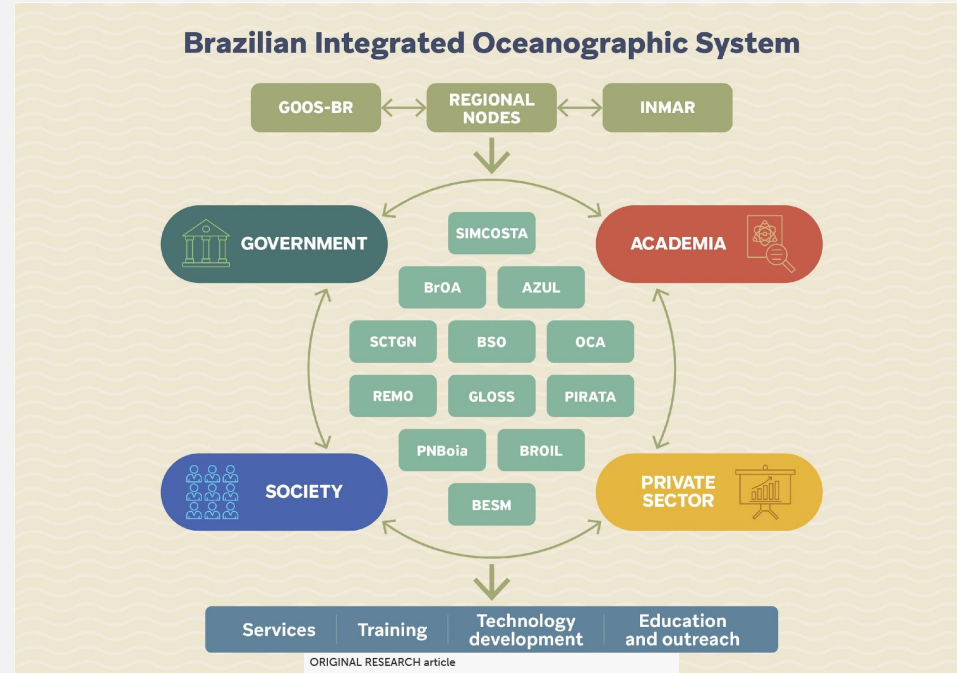 Brazilian Integrated Oceanographic System
GOOS-BR
REGIONAL
NODES
INMAR
GOVERNMENT
ACADEMIA
SIMCOSTA
BrOA
AZUL
SCTGN
BSO
OCA
REMO
GLOSS
PIRATA
PNBoia
BROIL
BESM
SOCIETY
PRIVATE
SECTOR
Services
Training
Technology
development
Education
and outreach
ORIGINAL RESEARCH article